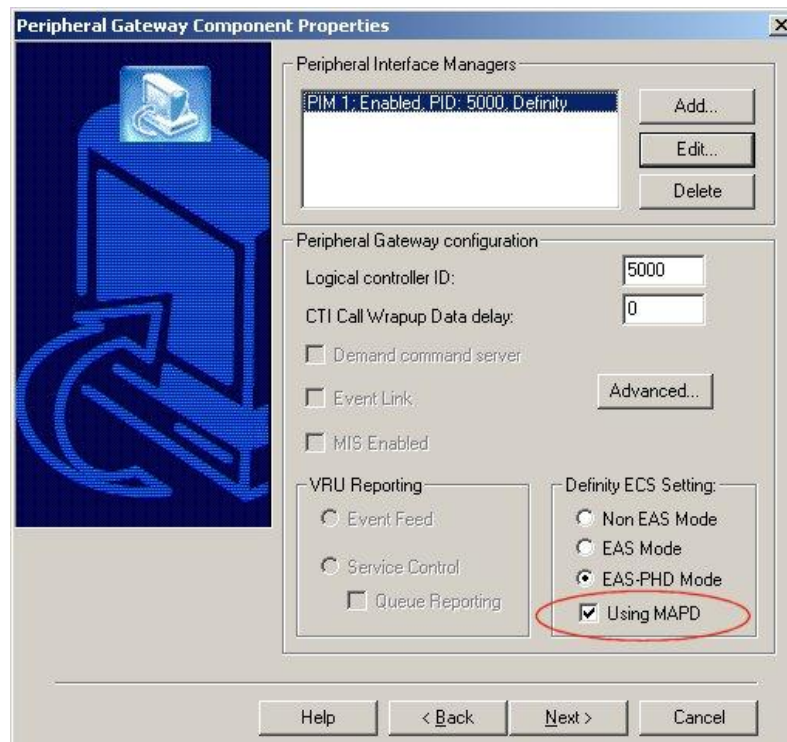 Peripheral Gateway Component Properties
Peripheral Interface Managers
PIM 1; Enabled, PID: 5000, Definity
Add...
Edit...
Delete
Peripheral Gateway configuration
Logical controller ID: 5000
CTI Call Wrapup Data delay: 0
Demand command server
Event Link
Advanced...
MIS Enabled
VRU Reporting
Event Feed
Service Control
Queue Reporting
Definity ECS Setting:
Non EAS Mode
EAS Mode
EAS-PHD Mode
Using MAPD
Help < Back Next > Cancel